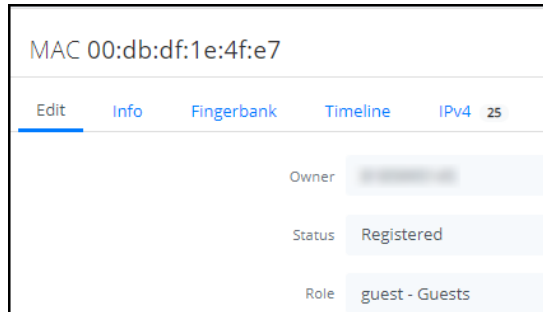 MAC 00:db:df:1e:4f:e7
Edit Info Fingerbank Timeline IPv4 25
Owner
Status Registered
Role guest - Guests